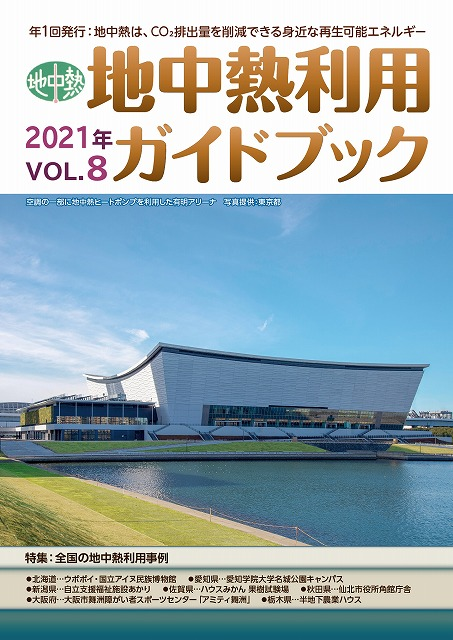 年1回発行：地中熱は、CO₂排出量を削減できる身近な再生可能エネルギー
地中熱
地中熱利用
2021年
VOL.8
ガイドブック
空調の一部に地中熱ヒートポンプを利用した有明アリーナ　写真提供：東京都
特集：全国の地中熱利用事例
●北海道…ウポポイ・国立アイヌ民族博物館　●愛知県…愛知学院大学名城公園キャンパス
●新潟県…自立支援福祉施設あかり　●佐賀県…ハウスみかん 果樹試験場　●秋田県…仙北市役所角館庁舎
●大阪府…大阪市舞洲障がい者スポーツセンター「アミティ舞洲」　●栃木県…半地下農業ハウス